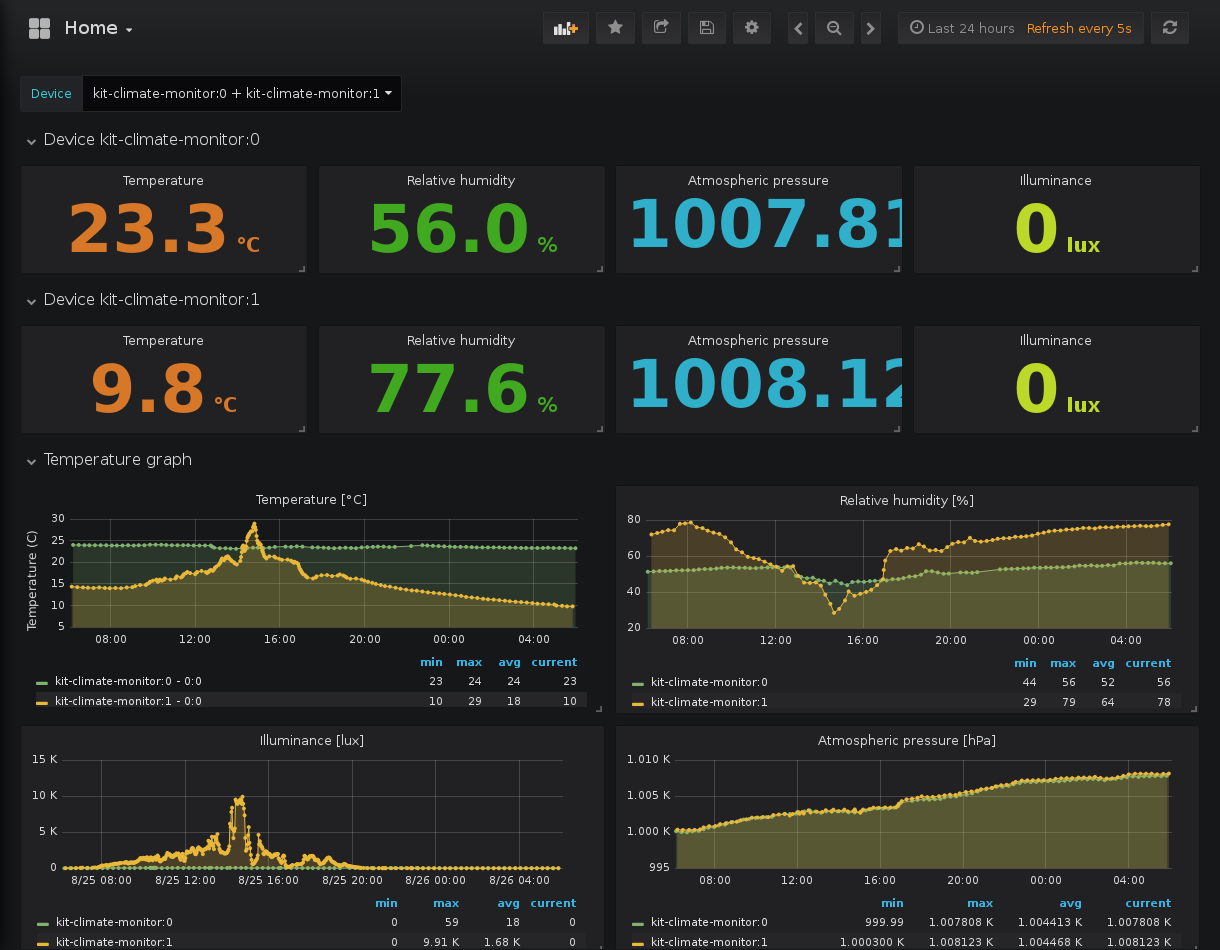 Home
Last 24 hours Refresh every 5s
Device kit-climate-monitor:0 + kit-climate-monitor:1
Device kit-climate-monitor:0
Temperature Relative humidity Atmospheric pressure Illuminance
23.3 °C 56.0 % 1007.81 0 lux
Device kit-climate-monitor:1
Temperature Relative humidity Atmospheric pressure Illuminance
9.8 °C 77.6 % 1008.12 0 lux
Temperature graph
Temperature [°C]
Temperature (C)
30
25
20
15
10
5
08:00 12:00 16:00 20:00 00:00 04:00
min max avg current
kit-climate-monitor:0 - 0:0 23 24 24 23
kit-climate-monitor:1 - 0:0 10 29 18 10
Relative humidity [%]
80
60
40
20
08:00 12:00 16:00 20:00 00:00 04:00
min max avg current
kit-climate-monitor:0 44 56 52 56
kit-climate-monitor:1 29 79 64 78
Illuminance [lux]
15 K
10 K
5 K
0
8/25 08:00 8/25 12:00 8/25 16:00 8/25 20:00 8/26 00:00 8/26 04:00
min max avg current
kit-climate-monitor:0 0 59 18 0
kit-climate-monitor:1 0 9.91 K 1.68 K 0
Atmospheric pressure [hPa]
1.010 K
1.005 K
1.000 K
995
08:00 12:00 16:00 20:00 00:00 04:00
min max avg current
kit-climate-monitor:0 999.99 1.007808 K 1.004413 K 1.007808 K
kit-climate-monitor:1 1.000300 K 1.008123 K 1.004468 K 1.008123 K